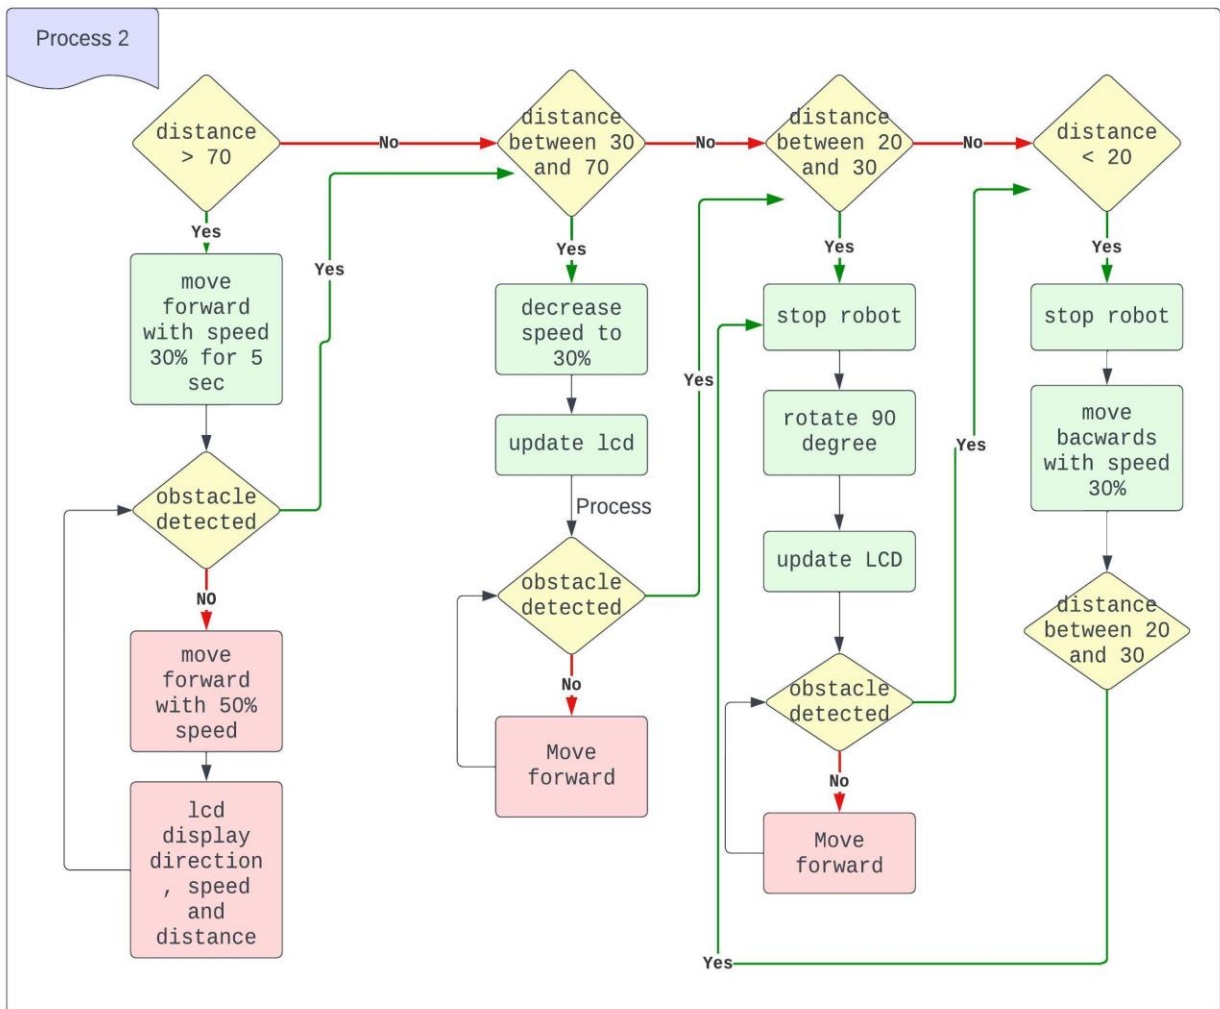 Process 2
distance
> 70
No
distance
between 30
and 70
No
distance
between 20
and 30
No
distance
< 20
Yes
move
forward
with speed
30% for 5
sec
Yes
obstacle
detected
NO
move
forward
with 50%
speed
lcd
display
direction
, speed
and
distance
Yes
decrease
speed to
30%
update lcd
Process
obstacle
detected
Yes
No
Move
forward
Yes
stop robot
rotate 90
degree
update LCD
obstacle
detected
Yes
No
Move
forward
Yes
stop robot
move
bacwards
with speed
30%
distance
between 20
and 30
Yes